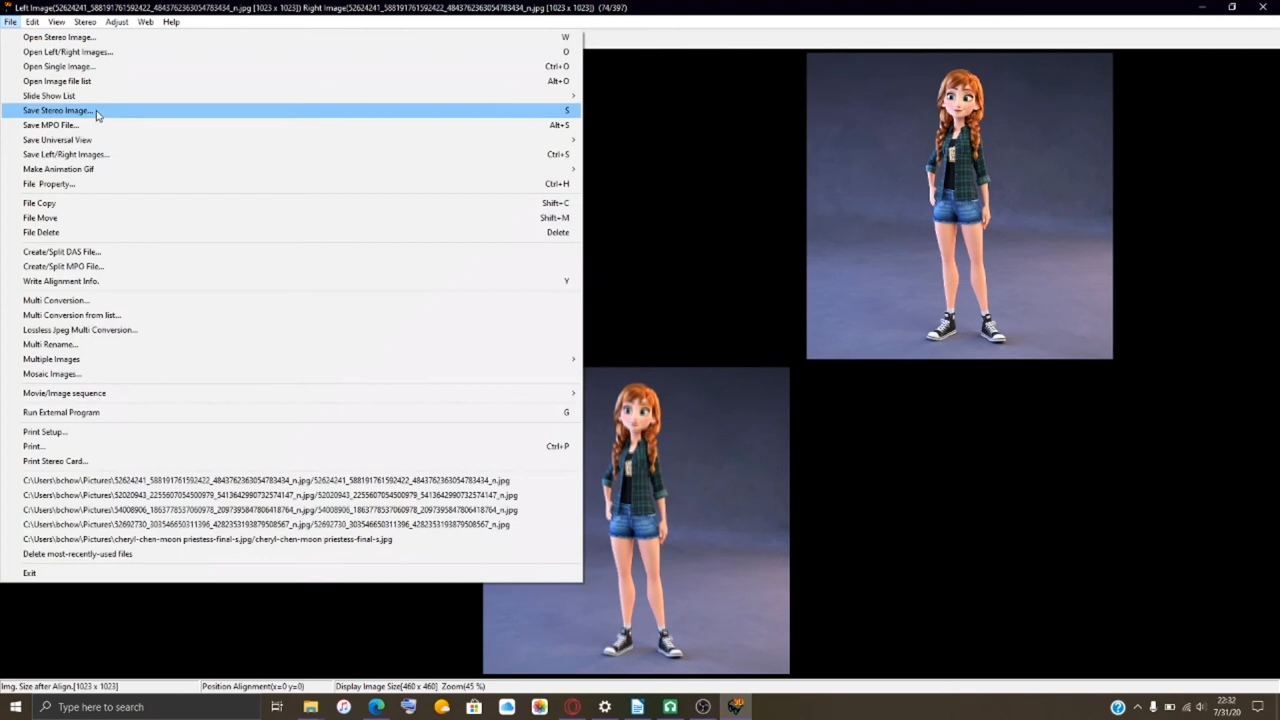 Left Image(52624241_588191761592422_4843762363054783434_n.jpg [1023 x 1023]) Right Image(52624241_588191761592422_4843762363054783434_n.jpg [1023 x 1023]) (74/397)
File Edit View Stereo Adjust Web Help
Open Stereo Image... W
Open Left/Right Images... O
Open Single Image... Ctrl+O
Open Image file list Alt+O
Slide Show List
Save Stereo Image... S
Save MPO File... Alt+S
Save Universal View
Save Left/Right Images... Ctrl+S
Make Animation Gif
File Property... Ctrl+H
File Copy Shift+C
File Move Shift+M
File Delete Delete
Create/Split DAS File...
Create/Split MPO File...
Write Alignment Info. Y
Multi Conversion...
Multi Conversion from list...
Lossless Jpeg Multi Conversion...
Multi Rename...
Multiple Images
Mosaic Images...
Movie/Image sequence
Run External Program G
Print Setup...
Print... Ctrl+P
Print Stereo Card...
C:\Users\bchow\Pictures\52624241_588191761592422_4843762363054783434_n.jpg/52624241_588191761592422_4843762363054783434_n.jpg
C:\Users\bchow\Pictures\52020943_2255607054500979_5413642990732574147_n.jpg/52020943_2255607054500979_5413642990732574147_n.jpg
C:\Users\bchow\Pictures\54008906_1863778537060978_2097395847806418764_n.jpg/54008906_1863778537060978_2097395847806418764_n.jpg
C:\Users\bchow\Pictures\52692730_303546650311396_4282353193879508567_n.jpg/52692730_303546650311396_4282353193879508567_n.jpg
C:\Users\bchow\Pictures\cheryl-chen-moon priestess-final-s.jpg/cheryl-chen-moon priestess-final-s.jpg
Delete most-recently-used files
Exit
Img. Size after Align.[1023 x 1023] Position Alignment(x=0 y=0) Display Image Size[460 x 460] Zoom(45 %)
Type here to search
22:32
7/31/20